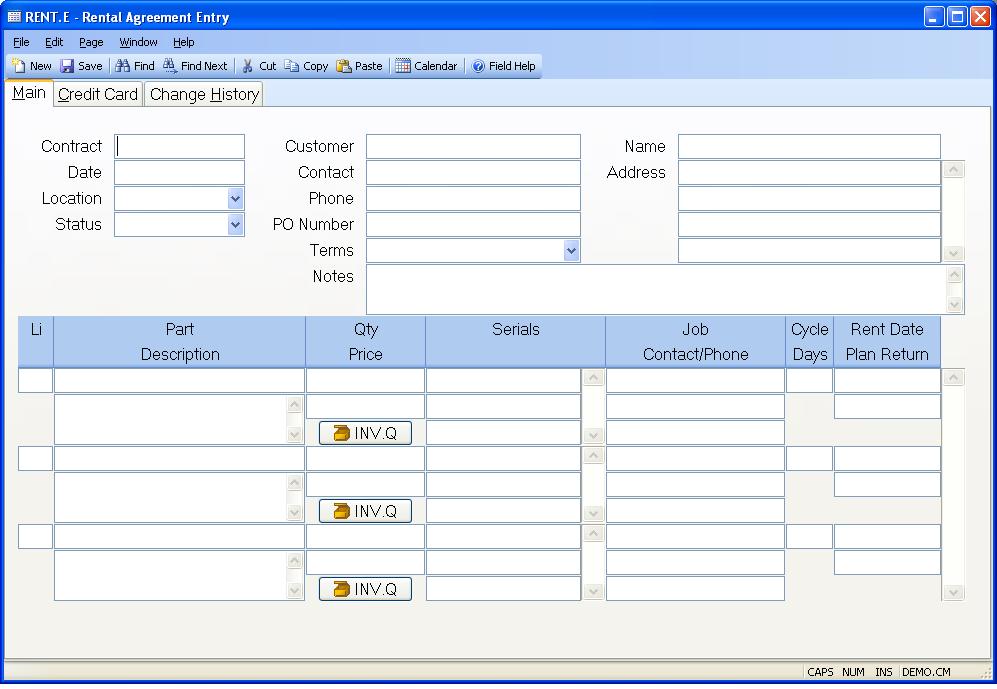 RENT.E - Rental Agreement Entry
File Edit Page Window Help
New Save Find Find Next Cut Copy Paste Calendar Field Help
Main Credit Card Change History
Contract Customer Name
Date Contact Address
Location Phone
Status PO Number
Terms
Notes
Li Part Qty Serials Job Cycle Rent Date
Description Price Contact/Phone Days Plan Return
INV.Q
INV.Q
INV.Q
CAPS NUM INS DEMO.CM